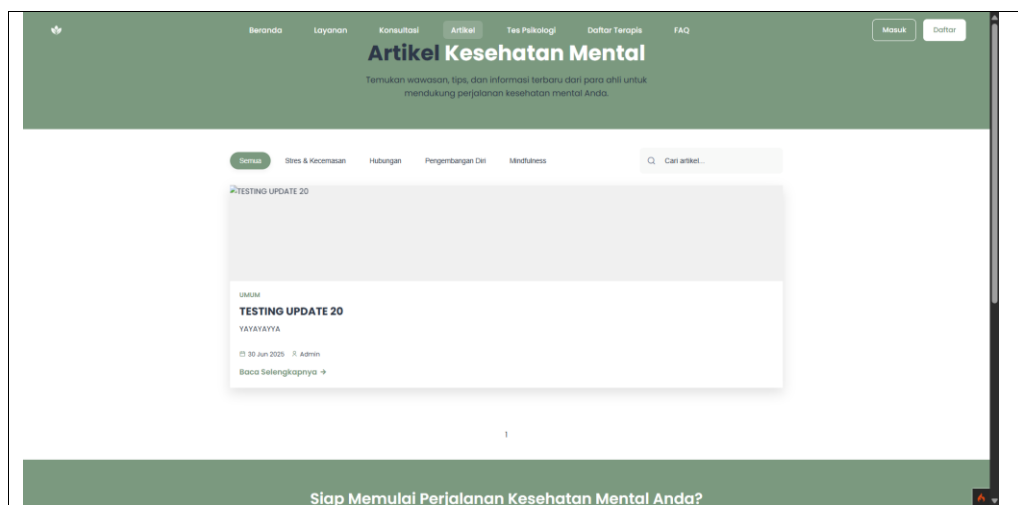 Beranda Layanan Konsultasi Artikel Tes Psikologi Daftar Terapis FAQ Masuk Daftar
Artikel Kesehatan Mental
Temukan wawasan, tips, dan informasi terbaru dari para ahli untuk
mendukung perjalanan kesehatan mental Anda.
Semua Stres & Kecemasan Hubungan Pengembangan Diri Mindfulness Cari artikel...
TESTING UPDATE 20
UMUM
TESTING UPDATE 20
YAYAYAYYA
30 Jun 2025 Admin
Baca Selengkapnya →
1
Siap Memulai Perjalanan Kesehatan Mental Anda?